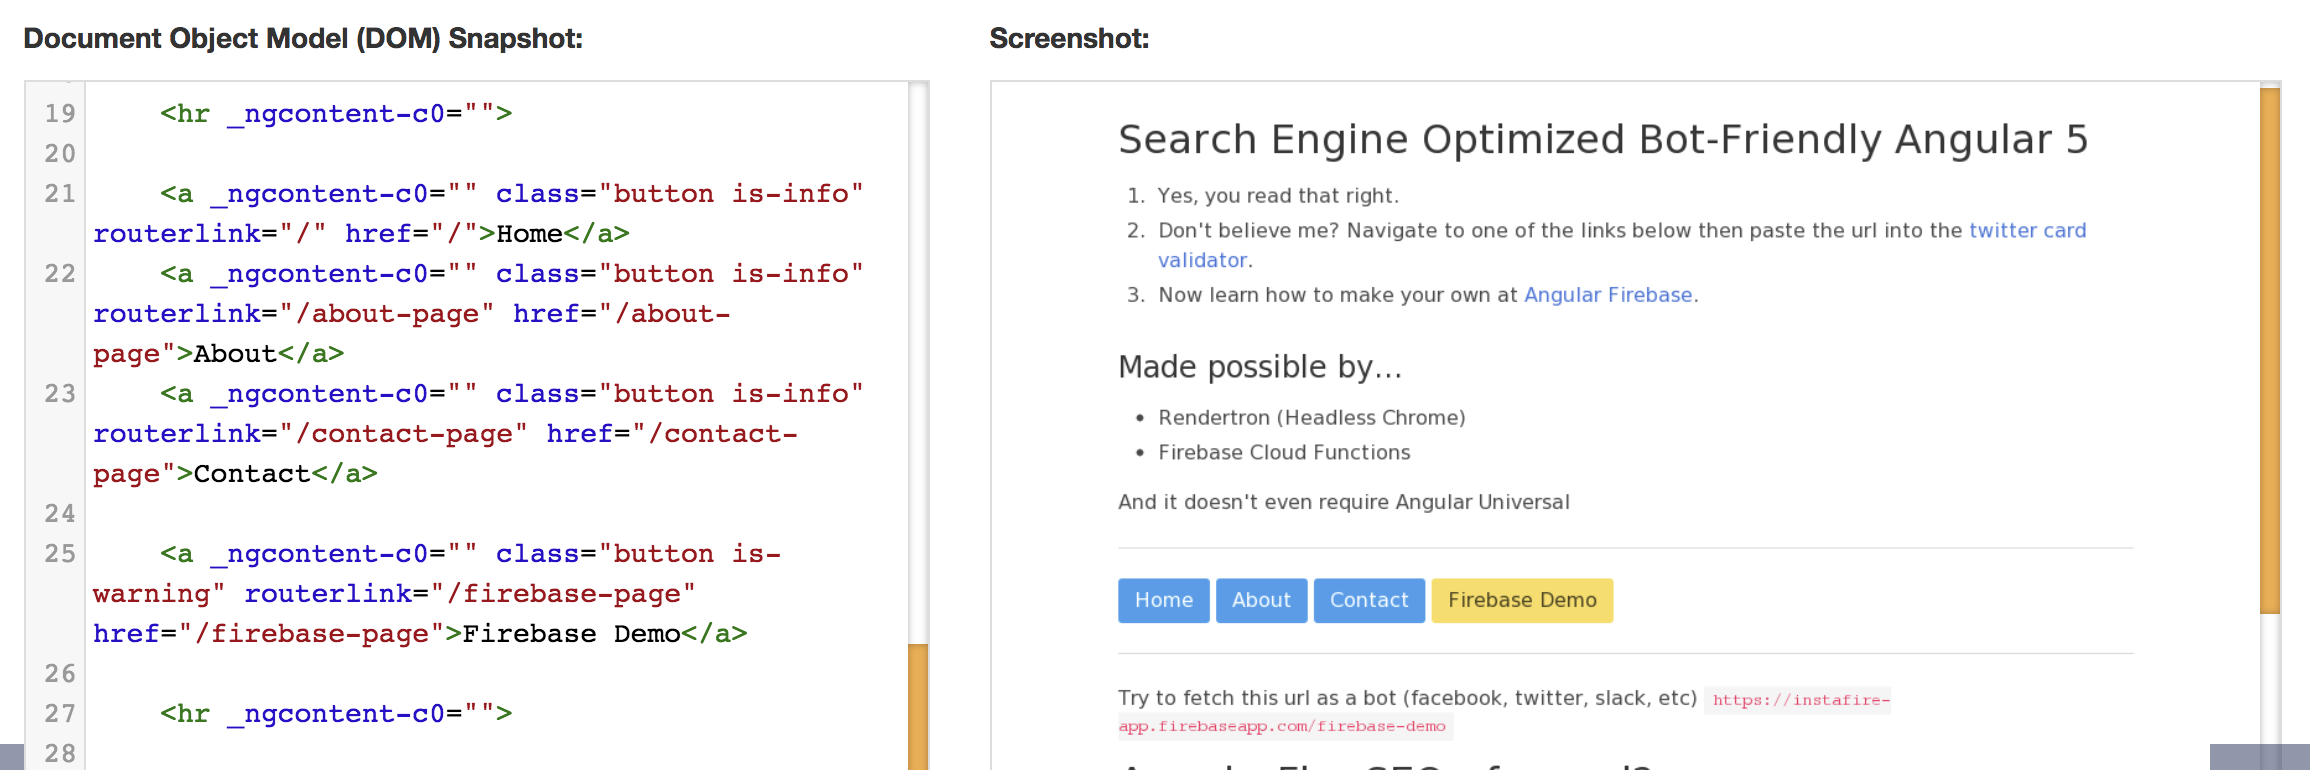 Document Object Model (DOM) Snapshot:
19 <hr _ngcontent-c0="">
20
21 <a _ngcontent-c0="" class="button is-info"
routerlink="/" href="/">Home</a>
22 <a _ngcontent-c0="" class="button is-info"
routerlink="/about-page" href="/about-
page">About</a>
23 <a _ngcontent-c0="" class="button is-info"
routerlink="/contact-page" href="/contact-
page">Contact</a>
24
25 <a _ngcontent-c0="" class="button is-
warning" routerlink="/firebase-page"
href="/firebase-page">Firebase Demo</a>
26
27 <hr _ngcontent-c0="">
28
Screenshot:
Search Engine Optimized Bot-Friendly Angular 5
1. Yes, you read that right.
2. Don't believe me? Navigate to one of the links below then paste the url into the twitter card
validator.
3. Now learn how to make your own at Angular Firebase.
Made possible by...
• Rendertron (Headless Chrome)
• Firebase Cloud Functions
And it doesn't even require Angular Universal
Home About Contact Firebase Demo
Try to fetch this url as a bot (facebook, twitter, slack, etc) https://instafire-
app.firebaseapp.com/firebase-demo